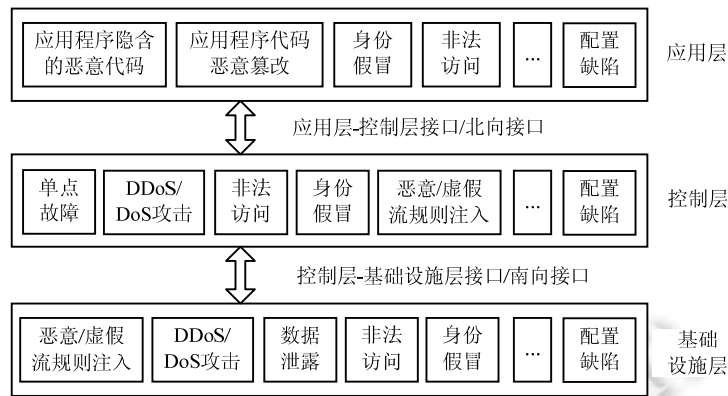 应用程序隐含
的恶意代码
应用程序代码
恶意篡改
身份
假冒
非法
访问
...
配置
缺陷
应用层
应用层-控制层接口/北向接口
单点
故障
DDoS/
DoS攻击
非法
访问
身份
假冒
恶意/虚假
流规则注入
...
配置
缺陷
控制层
控制层-基础设施层接口/南向接口
恶意/虚假
流规则注入
DDoS/
DoS攻击
数据
泄露
非法
访问
身份
假冒
...
配置
缺陷
基础
设施层